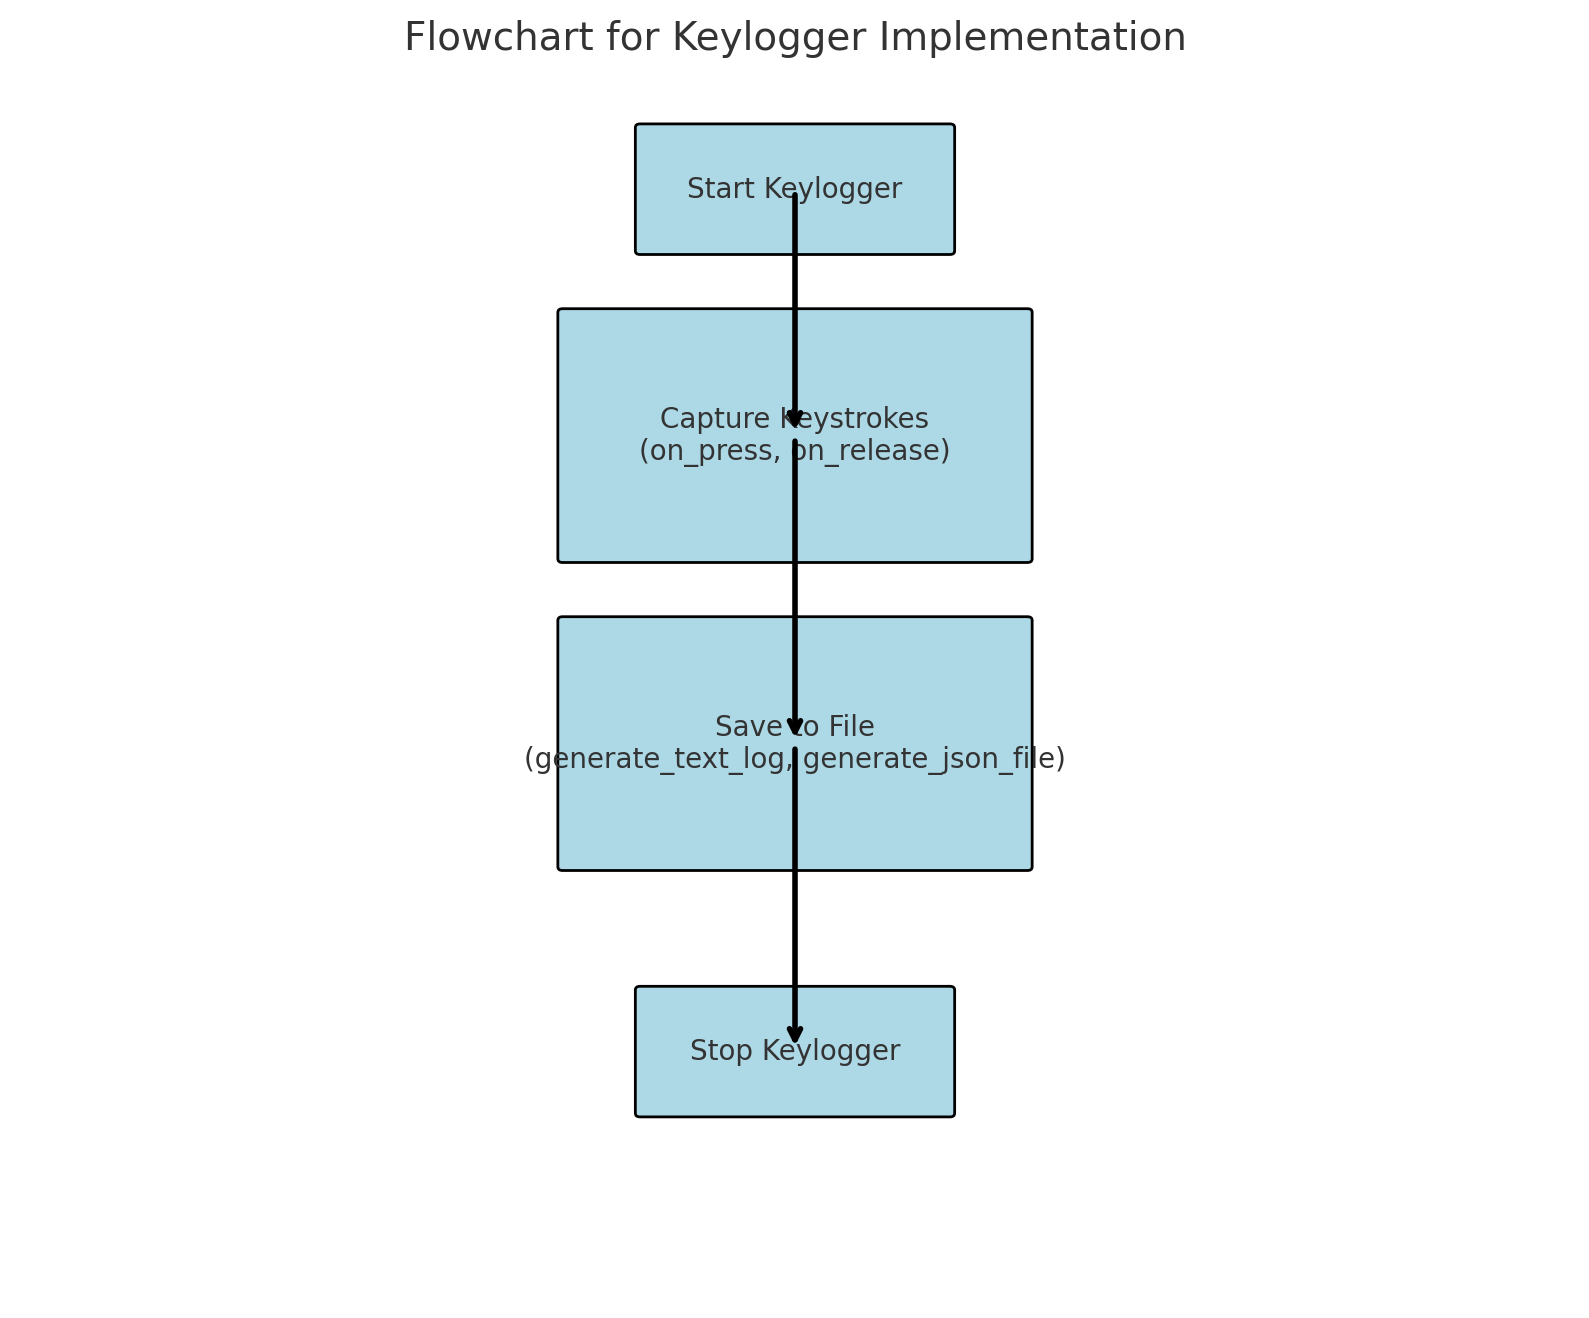 Flowchart for Keylogger Implementation
Start Keylogger
Capture Keystrokes
(on_press, on_release)
Save to File
(generate_text_log, generate_json_file)
Stop Keylogger